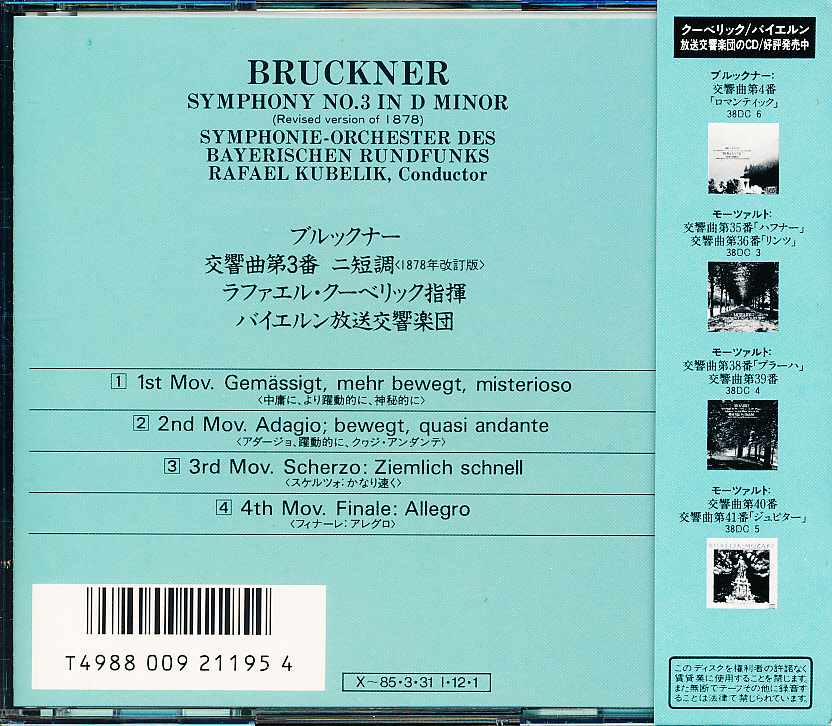 BRUCKNER
SYMPHONY NO.3 IN D MINOR
(Revised version of 1878)
SYMPHONIE-ORCHESTER DES
BAYERISCHEN RUNDFUNKS
RAFAEL KUBELIK, Conductor
ブルックナー
交響曲第3番 ニ短調〈1878年改訂版〉
ラファエル・クーベリック指揮
バイエルン放送交響楽団
1 1st Mov. Gemässigt, mehr bewegt, misterioso
〈中庸に、より躍動的に、神秘的に〉
2 2nd Mov. Adagio; bewegt, quasi andante
〈アダージョ、躍動的に、クヮジ・アンダンテ〉
3 3rd Mov. Scherzo: Ziemlich schnell
〈スケルツォ: かなり速く〉
4 4th Mov. Finale: Allegro
〈フィナーレ: アレグロ〉
T4988 009 21195 4
X〜85・3・31 I・12・1
クーベリック/バイエルン
放送交響楽団のCD/好評発売中
ブルックナー:
交響曲第4番
「ロマンティック」
38DC 6
モーツァルト:
交響曲第35番「ハフナー」
交響曲第36番「リンツ」
38DC 3
モーツァルト:
交響曲第38番「プラーハ」
交響曲第39番
38DC 4
モーツァルト:
交響曲第40番
交響曲第41番「ジュピター」
38DC 5
KUBELIK/MOZART
このディスクを権利者の許諾なく
賃貸業に使用することを禁じます。
また無断でテープその他に録音す
ることは法律で禁じられています。